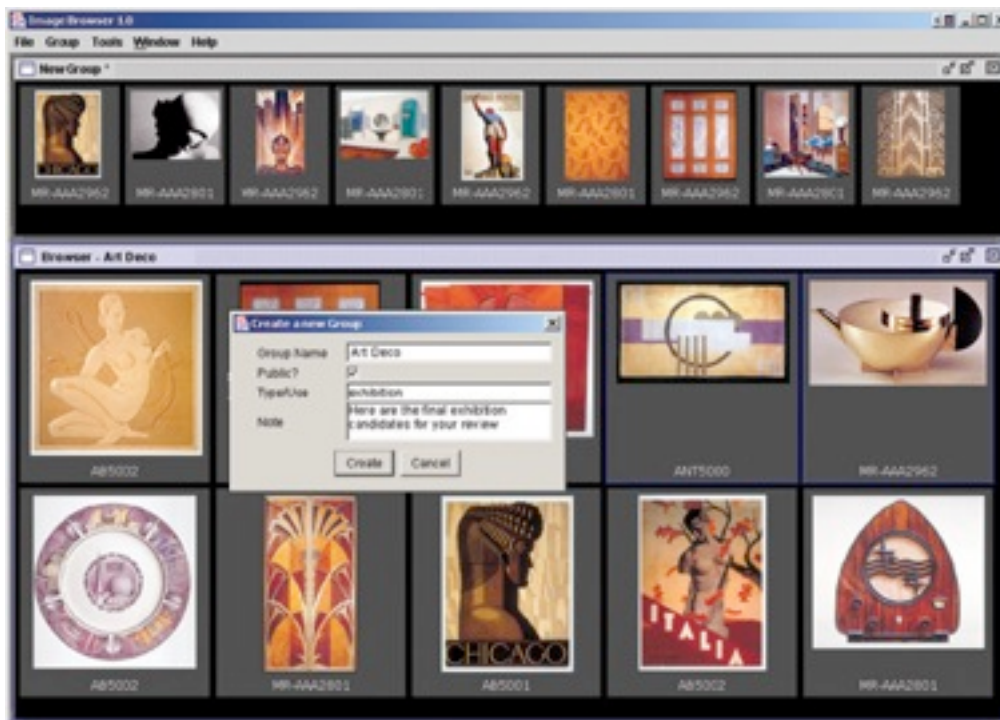 ImageBrowser 1.0
File Group Tools Window Help
New Group *
CHICAGO
MR-AAA2962 MR-AAA2801 MR-AAA2962 MR-AAA2801 MR-AAA2962 MR-AAA2801 MR-AAA2962 MR-AAA2801 MR-AAA2962
Browser - Art Deco
Create a new Group
Group Name Art Deco
Public?
Type/Use exhibition
Note Here are the final exhibition
candidates for your review
Create Cancel
AB5002 ANT5000 MR-AAA2962
CHICAGO
ITALIA
AB5002 MR-AAA2801 AB5001 AB5002 MR-AAA2801